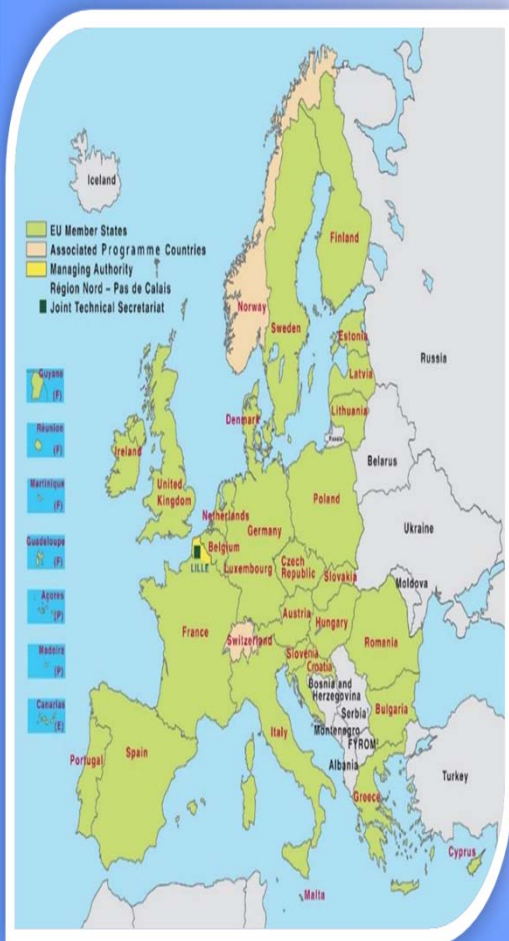 Iceland
EU Member States
Associated Programme Countries
Managing Authority
Région Nord – Pas de Calais
Joint Technical Secretariat
Finland
Norway
Sweden
Estonia
Russia
Latvia
Guyane
(F)
Denmark
Lithuania
Russia
Réunion
(F)
Ireland
Belarus
United
Kingdom
Martinique
(F)
Poland
Netherlands
Germany
Ukraine
Guadeloupe
(F)
Belgium
LILLE
Luxembourg
Czech
Republic
Slovakia
Moldova
Açores
(P)
Austria
Hungary
France
Switzerland
Romania
Madeira
(P)
Slovenia
Croatia
Bosnia and
Herzegovina
Serbia
Canarias
(E)
Bulgaria
Italy
Montenegro
FYROM
Portugal
Spain
Albania
Turkey
Greece
Cyprus
Malta